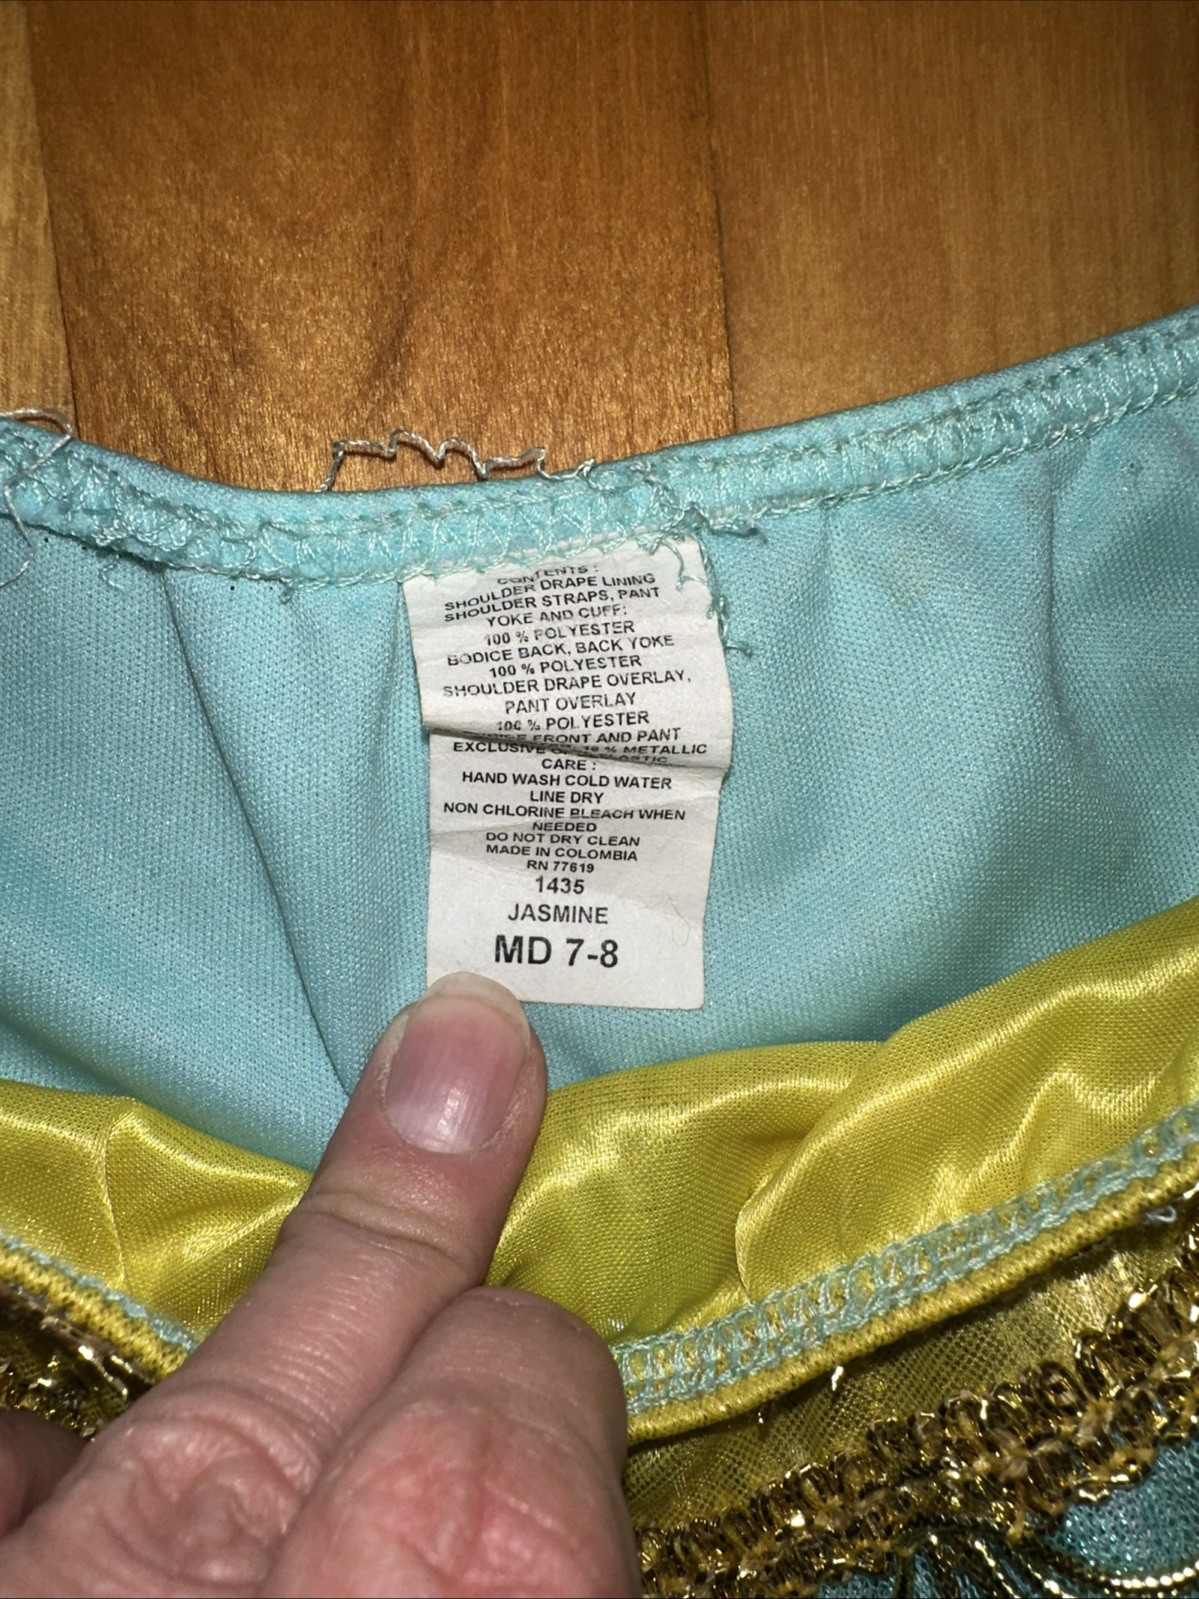 CONTENTS :
SHOULDER DRAPE LINING
SHOULDER STRAPS, PANT
YOKE AND CUFF:
100 % POLYESTER
BODICE BACK, BACK YOKE
100 % POLYESTER
SHOULDER DRAPE OVERLAY,
PANT OVERLAY
100 % POLYESTER
FRONT AND PANT
EXCLUSIVE % METALLIC
CARE :
HAND WASH COLD WATER
LINE DRY
NON CHLORINE BLEACH WHEN
NEEDED
DO NOT DRY CLEAN
MADE IN COLOMBIA
RN 77619
1435
JASMINE
MD 7-8